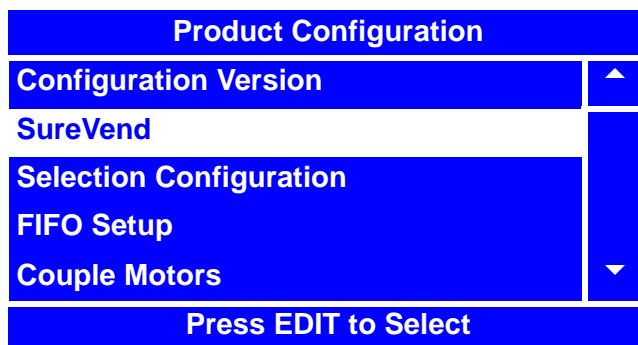 Product Configuration
Configuration Version
SureVend
Selection Configuration
FIFO Setup
Couple Motors
Press EDIT to Select